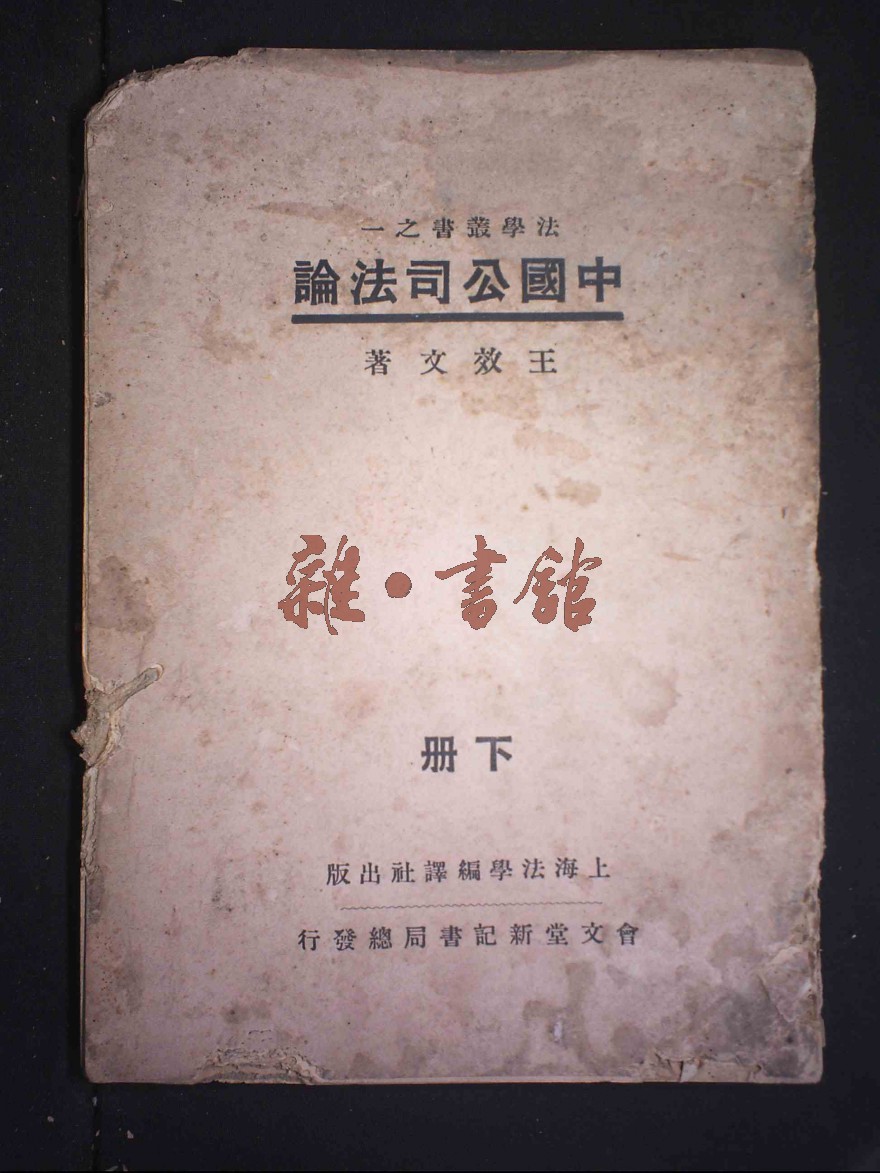 法學叢書之一
中國公司法論
王效文著
雜·書館
下册
上海法學編譯社出版
會文堂新記書局總發行